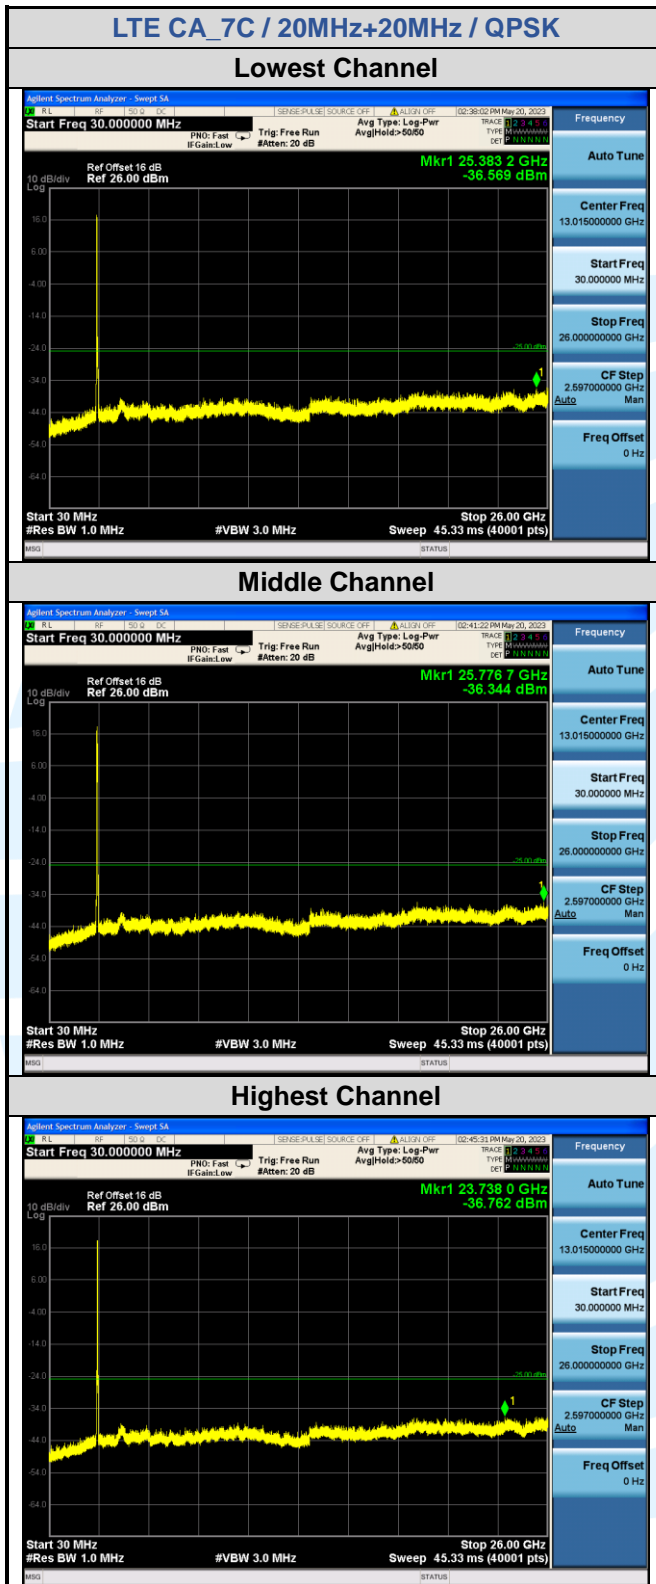 LTE CA_7C / 20MHz+20MHz / QPSK
Lowest Channel
Agilent Spectrum Analyzer - Swept SA
RL RF 50 Ω DC SENSE:PULSE SOURCE OFF ALIGN OFF 02:38:02 PM May 20, 2023
Start Freq 30.000000 MHz
PNO: Fast
IFGain:Low
Trig: Free Run
#Atten: 20 dB
Avg Type: Log-Pwr
Avg|Hold:>50/50
TRACE 1 2 3 4 5 6
TYPE M WWWWW
DET P N N N N N
Frequency
Ref Offset 16 dB
10 dB/div Ref 26.00 dBm
Log
Mkr1 25.383 2 GHz
-36.569 dBm
16.0
6.00
-4.00
-14.0
-24.0
-34.0
-44.0
-54.0
-64.0
-25.00 dBm
1
Start 30 MHz
#Res BW 1.0 MHz
#VBW 3.0 MHz
Stop 26.00 GHz
Sweep 45.33 ms (40001 pts)
MSG
STATUS
Auto Tune
Center Freq
13.015000000 GHz
Start Freq
30.000000 MHz
Stop Freq
26.000000000 GHz
CF Step
2.597000000 GHz
Auto Man
Freq Offset
0 Hz
Middle Channel
Agilent Spectrum Analyzer - Swept SA
RL RF 50 Ω DC SENSE:PULSE SOURCE OFF ALIGN OFF 02:41:22 PM May 20, 2023
Start Freq 30.000000 MHz
PNO: Fast
IFGain:Low
Trig: Free Run
#Atten: 20 dB
Avg Type: Log-Pwr
Avg|Hold:>50/50
TRACE 1 2 3 4 5 6
TYPE M WWWWW
DET P N N N N N
Frequency
Ref Offset 16 dB
10 dB/div Ref 26.00 dBm
Log
Mkr1 25.776 7 GHz
-36.344 dBm
16.0
6.00
-4.00
-14.0
-24.0
-34.0
-44.0
-54.0
-64.0
-25.00 dBm
1
Start 30 MHz
#Res BW 1.0 MHz
#VBW 3.0 MHz
Stop 26.00 GHz
Sweep 45.33 ms (40001 pts)
MSG
STATUS
Auto Tune
Center Freq
13.015000000 GHz
Start Freq
30.000000 MHz
Stop Freq
26.000000000 GHz
CF Step
2.597000000 GHz
Auto Man
Freq Offset
0 Hz
Highest Channel
Agilent Spectrum Analyzer - Swept SA
RL RF 50 Ω DC SENSE:PULSE SOURCE OFF ALIGN OFF 02:45:31 PM May 20, 2023
Start Freq 30.000000 MHz
PNO: Fast
IFGain:Low
Trig: Free Run
#Atten: 20 dB
Avg Type: Log-Pwr
Avg|Hold:>50/50
TRACE 1 2 3 4 5 6
TYPE M WWWWW
DET P N N N N N
Frequency
Ref Offset 16 dB
10 dB/div Ref 26.00 dBm
Log
Mkr1 23.738 0 GHz
-36.762 dBm
16.0
6.00
-4.00
-14.0
-24.0
-34.0
-44.0
-54.0
-64.0
-25.00 dBm
1
Start 30 MHz
#Res BW 1.0 MHz
#VBW 3.0 MHz
Stop 26.00 GHz
Sweep 45.33 ms (40001 pts)
MSG
STATUS
Auto Tune
Center Freq
13.015000000 GHz
Start Freq
30.000000 MHz
Stop Freq
26.000000000 GHz
CF Step
2.597000000 GHz
Auto Man
Freq Offset
0 Hz